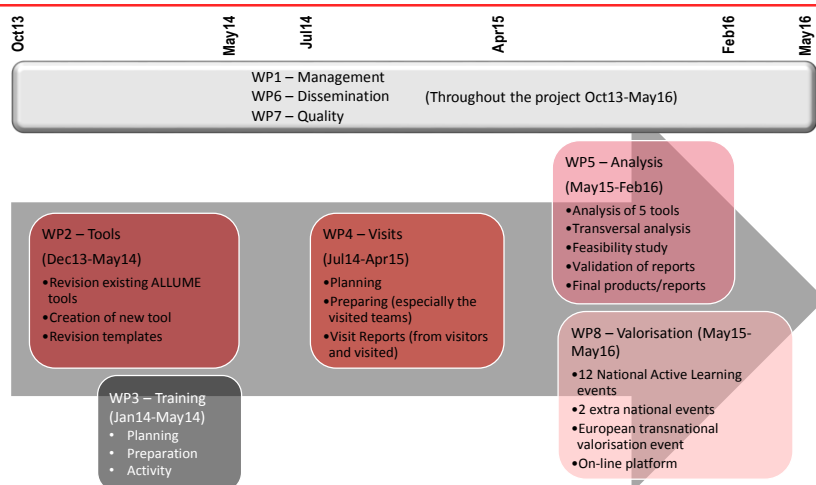 Oct13
May14
Jul14
Apr15
Feb16
May16
WP1 – Management
WP6 – Dissemination (Throughout the project Oct13-May16)
WP7 – Quality
WP2 – Tools
(Dec13-May14)
•Revision existing ALLUME
tools
•Creation of new tool
•Revision templates
WP3 – Training
(Jan14-May14)
• Planning
• Preparation
• Activity
WP4 – Visits
(Jul14-Apr15)
•Planning
•Preparing (especially the
visited teams)
•Visit Reports (from visitors
and visited)
WP5 – Analysis
(May15-Feb16)
•Analysis of 5 tools
•Transversal analysis
•Feasibility study
•Validation of reports
•Final products/reports
WP8 – Valorisation (May15-
May16)
•12 National Active Learning
events
•2 extra national events
•European transnational
valorisation event
•On-line platform